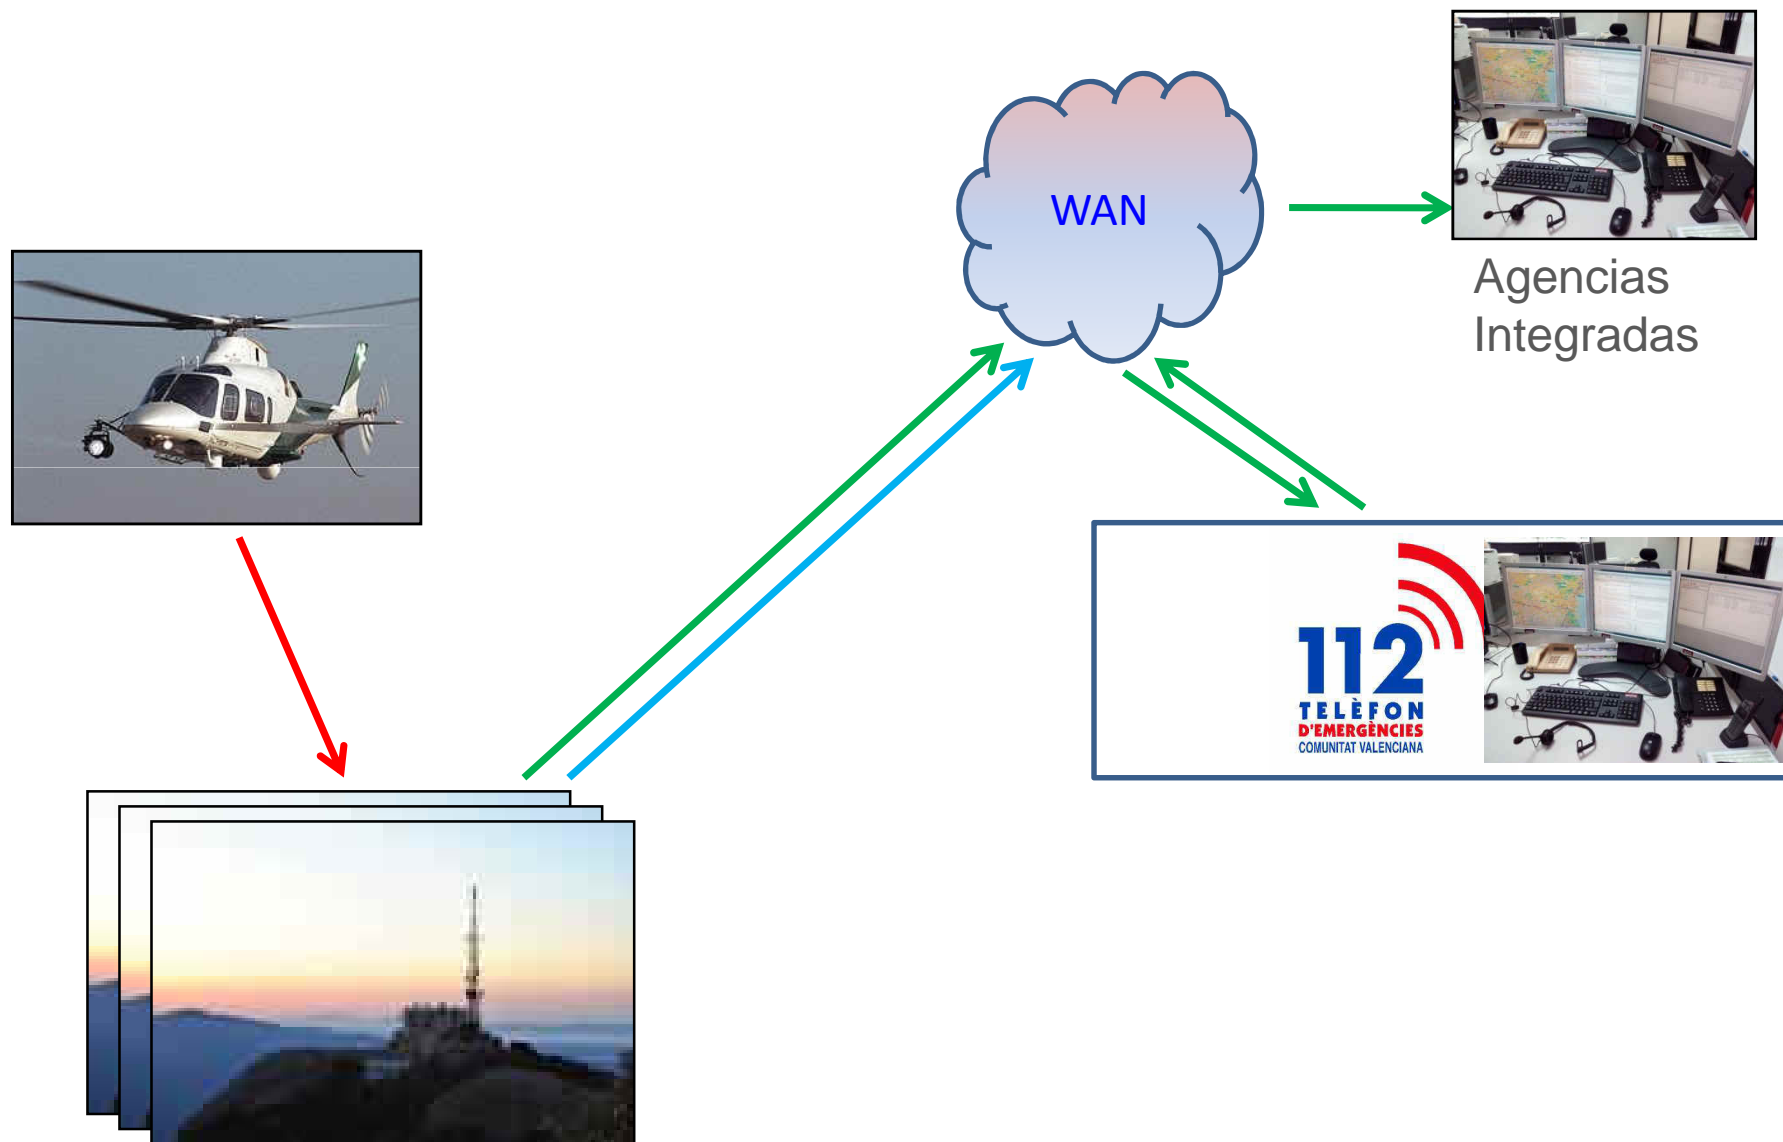 WAN
Agencias
Integradas
112
TELÈFON
D'EMERGÈNCIES
COMUNITAT VALENCIANA